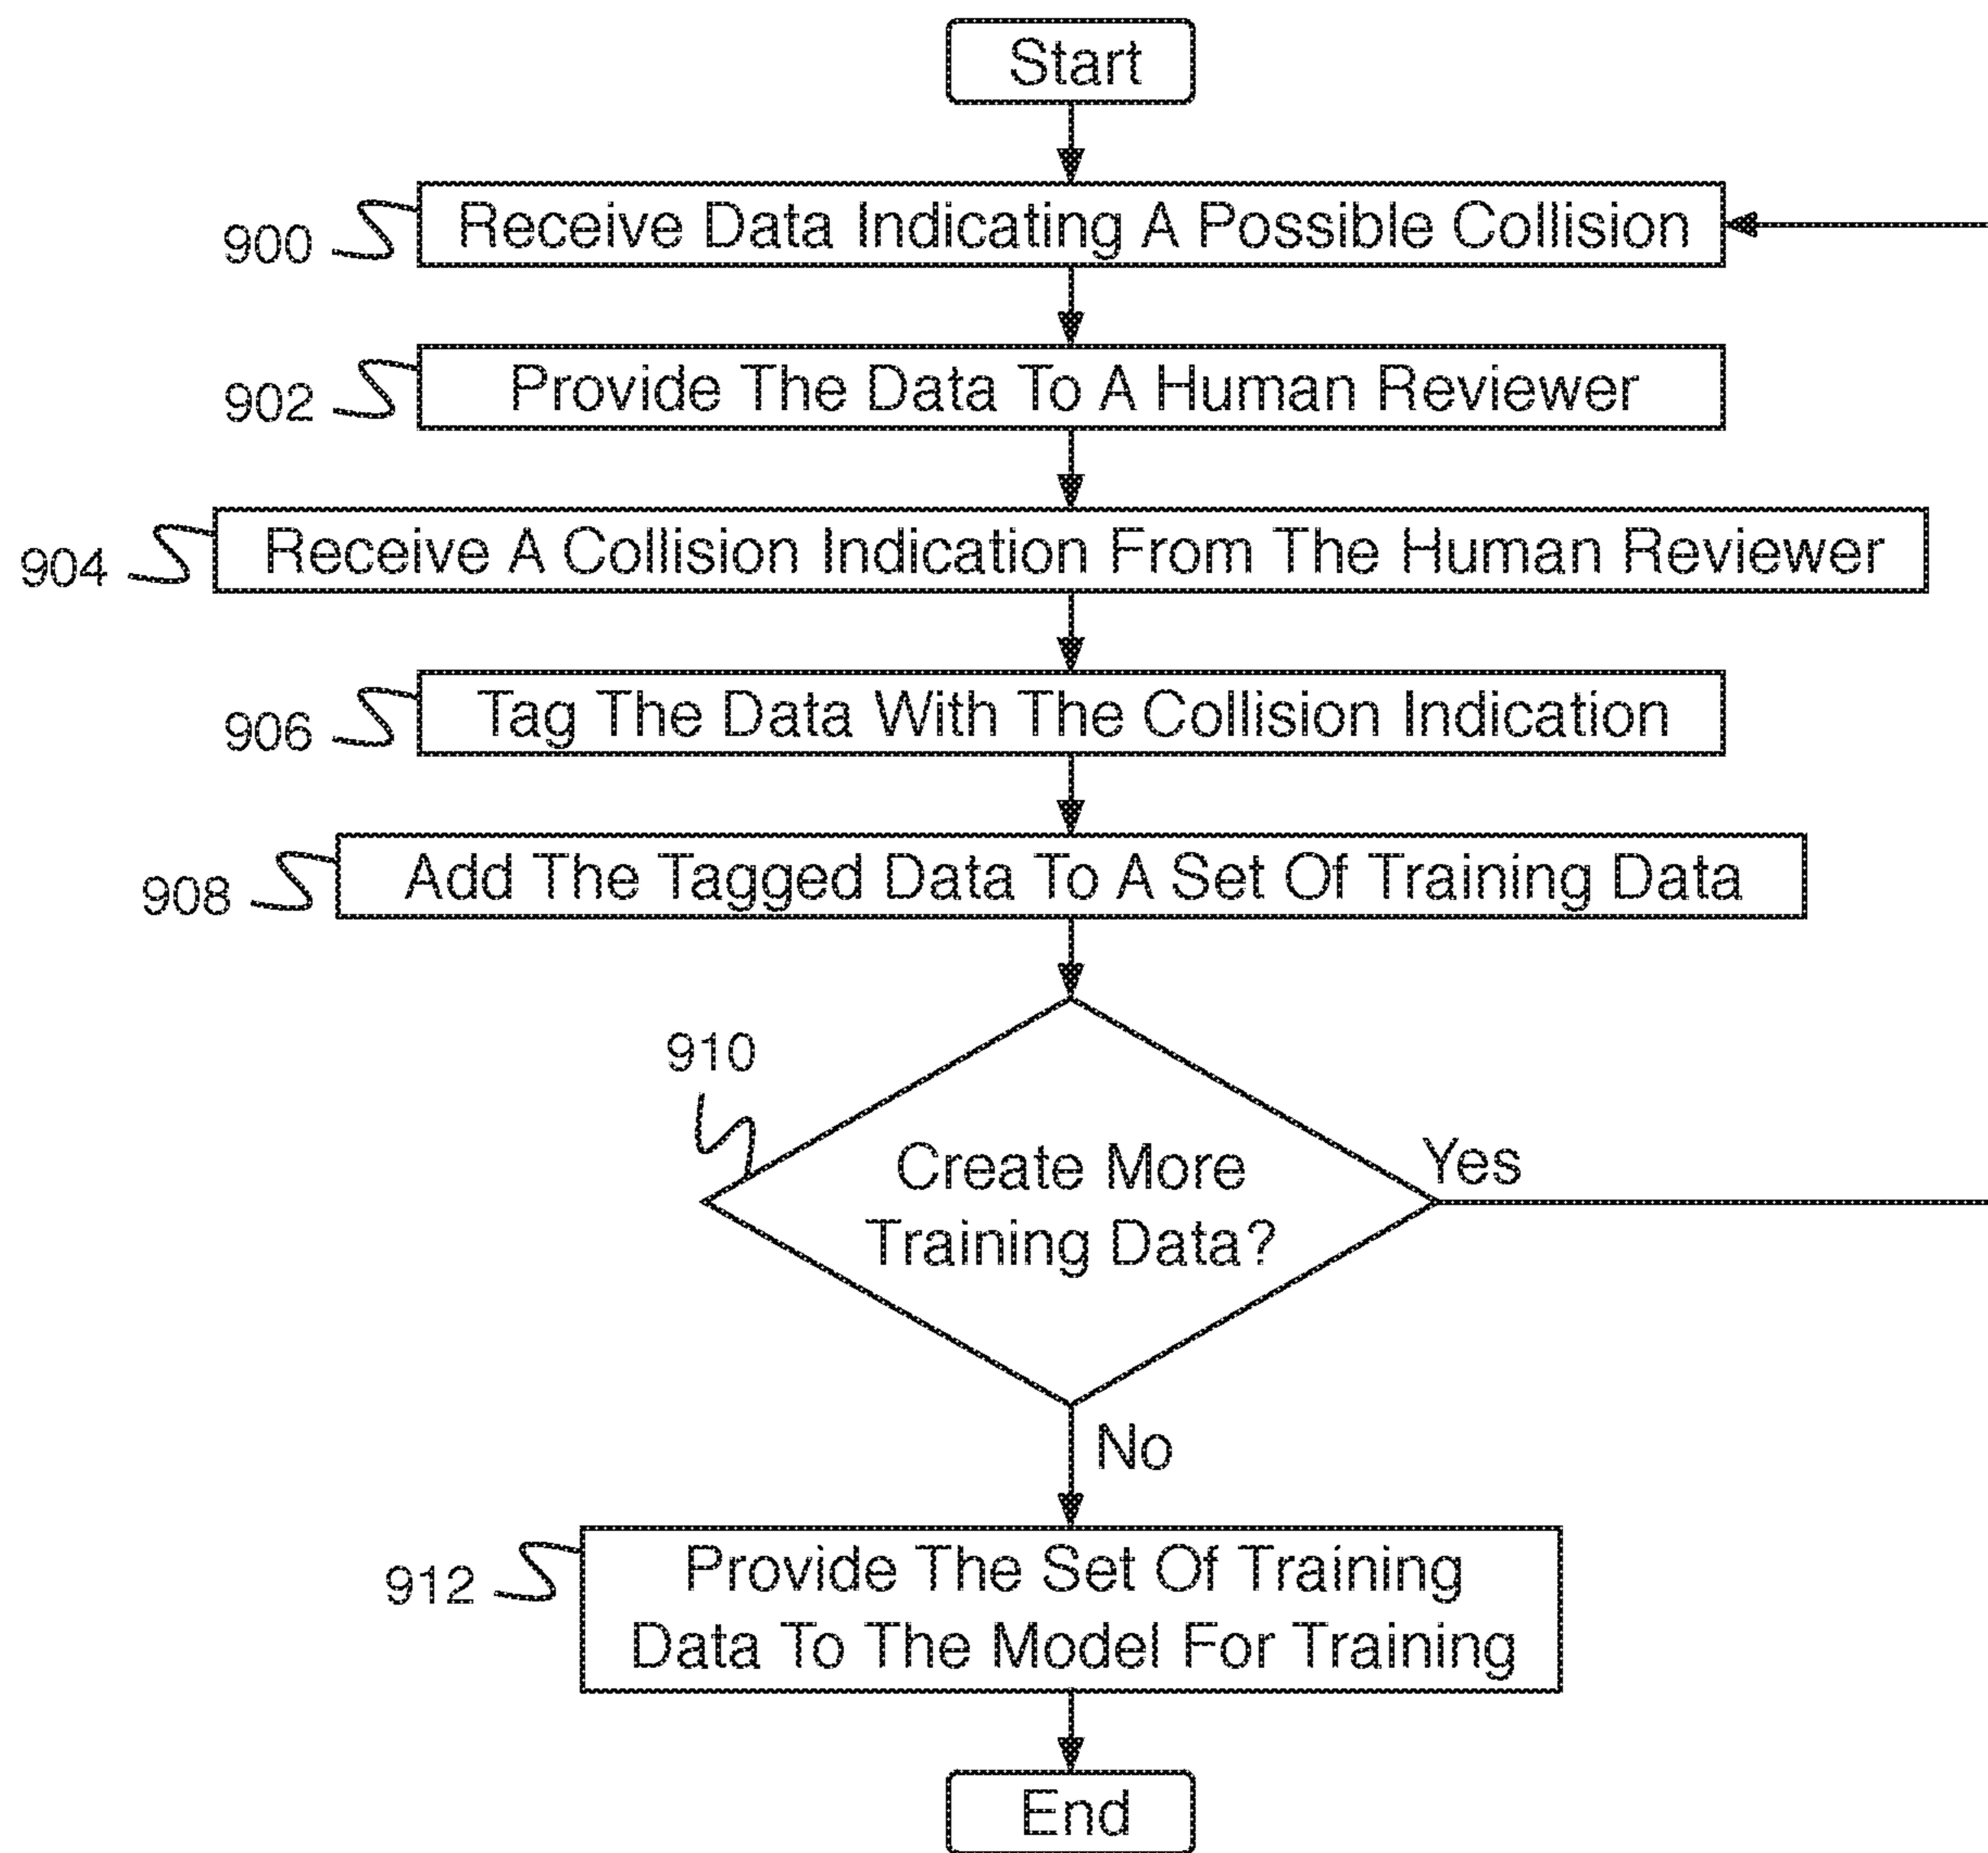 Start
900
Receive Data Indicating A Possible Collision
902
Provide The Data To A Human Reviewer
904
Receive A Collision Indication From The Human Reviewer
906
Tag The Data With The Collision Indication
908
Add The Tagged Data To A Set Of Training Data
910
Create More
Training Data?
Yes
No
912
Provide The Set Of Training
Data To The Model For Training
End